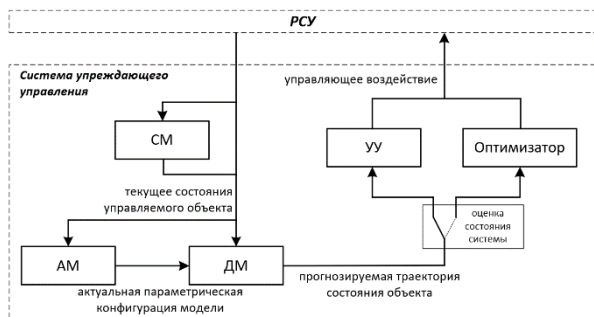 РСУ
Система упреждающего
управления
управляющее воздействие
СМ
УУ
Оптимизатор
текущее состояния
управляемого объекта
оценка
состояния
системы
АМ
ДМ
прогнозируемая траектория
состояния объекта
актуальная параметрическая
конфигурация модели